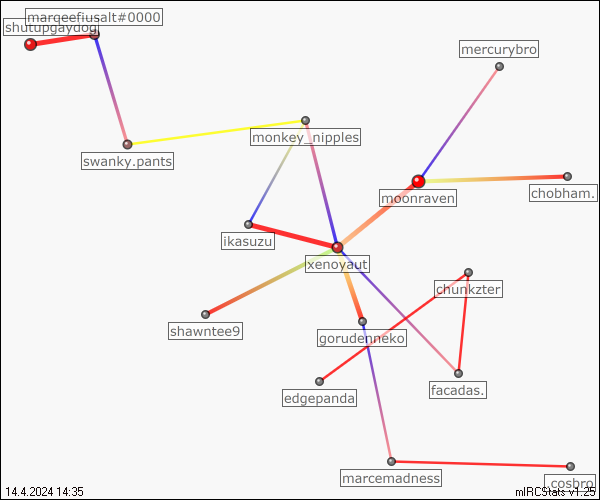 marqeefiusalt#0000
shutupgaydog
mercurybro
monkey_nipples
swanky.pants
chobham.
moonraven
ikasuzu
xenoyaut
chunkzter
shawntee9
gorudenneko
facadas.
edgepanda
marcemadness
.cosbro
14.4.2024 14:35
mIRCStats v1.25